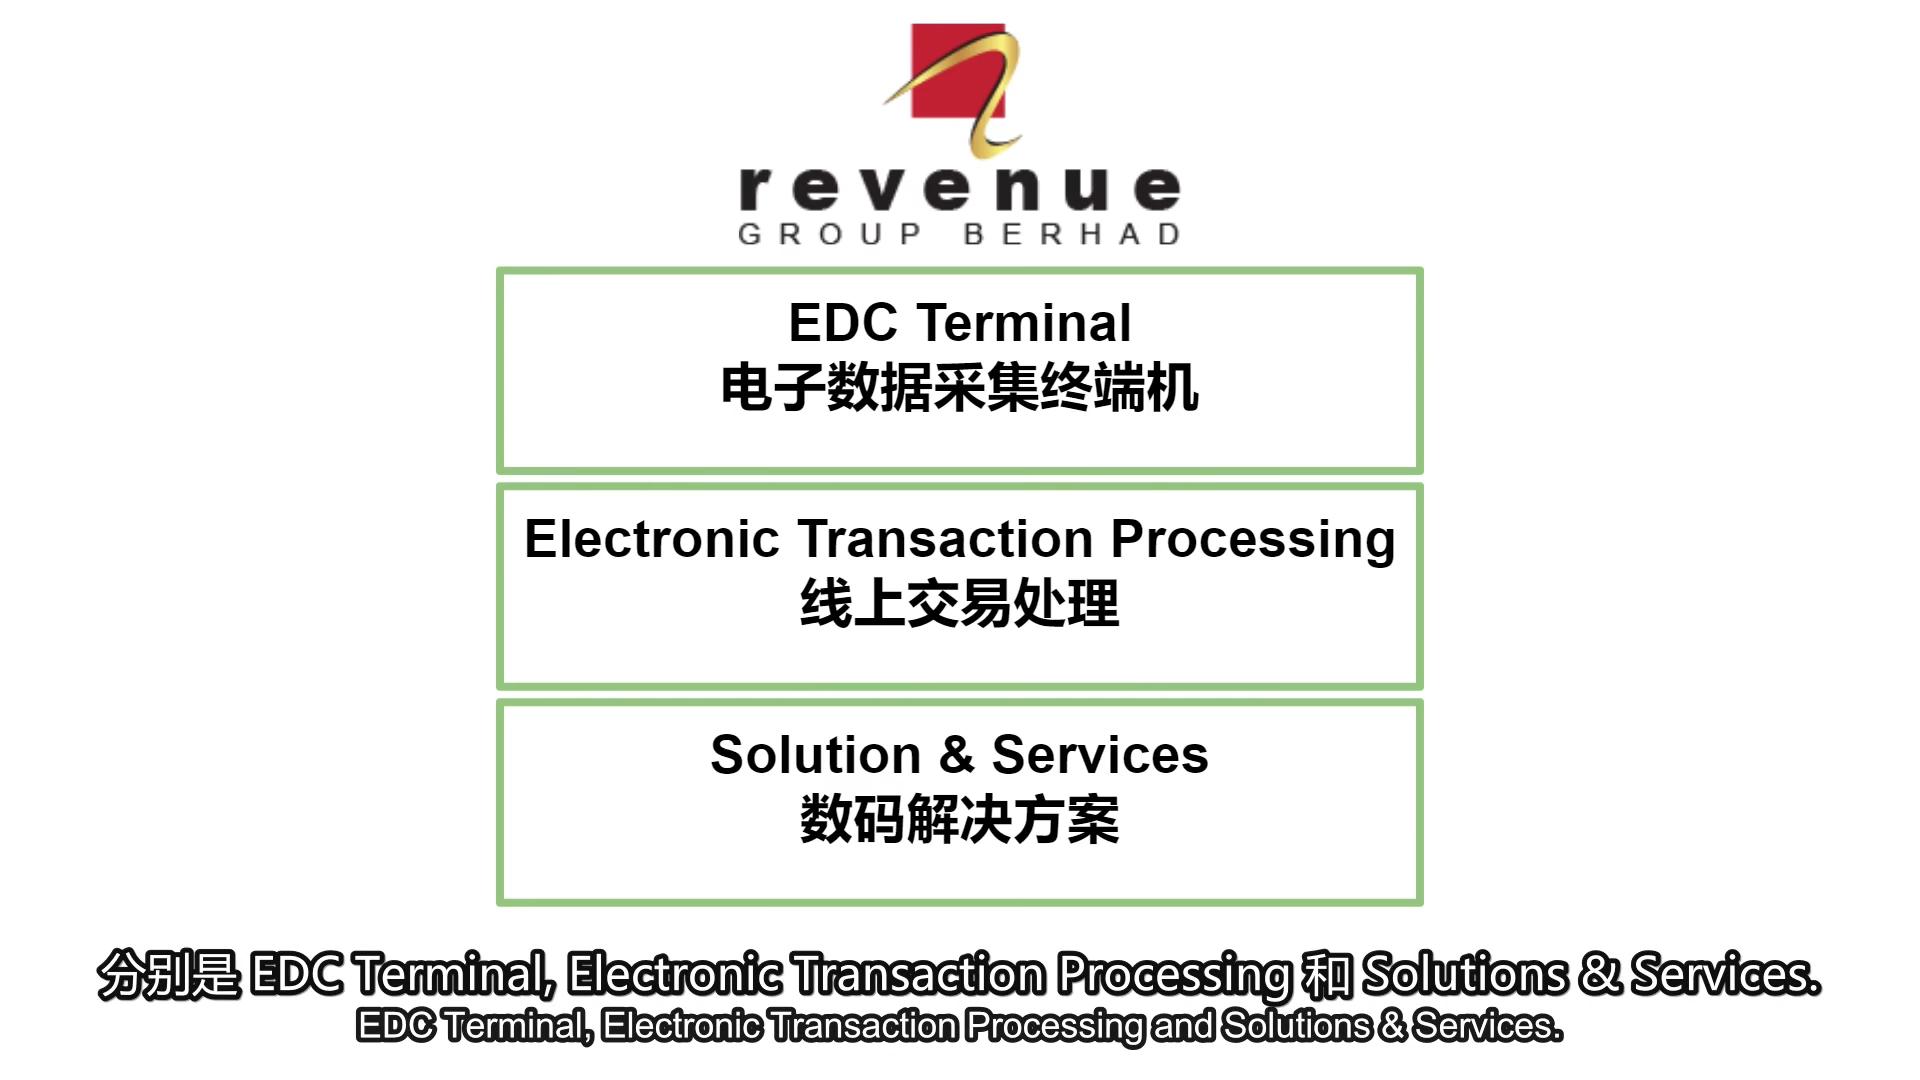 revenue
GROUP BERHAD
EDC Terminal
电子数据采集终端机
Electronic Transaction Processing
线上交易处理
Solution & Services
数码解决方案
分别是 EDC Terminal, Electronic Transaction Processing 和 Solutions & Services.
EDC Terminal, Electronic Transaction Processing and Solutions & Services.